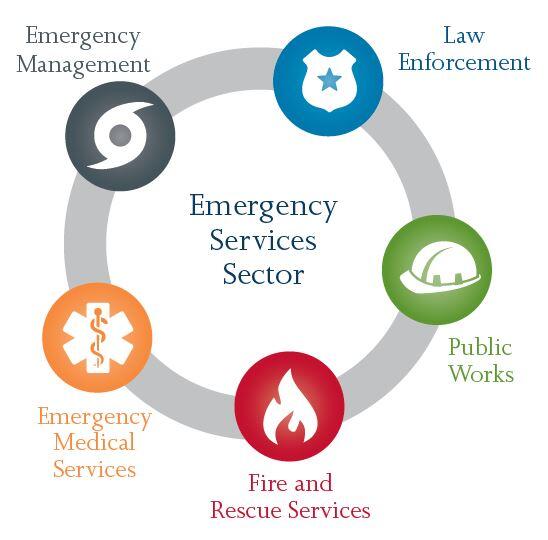 Emergency
Management
Law
Enforcement
Emergency
Services
Sector
Public
Works
Emergency
Medical
Services
Fire and
Rescue Services